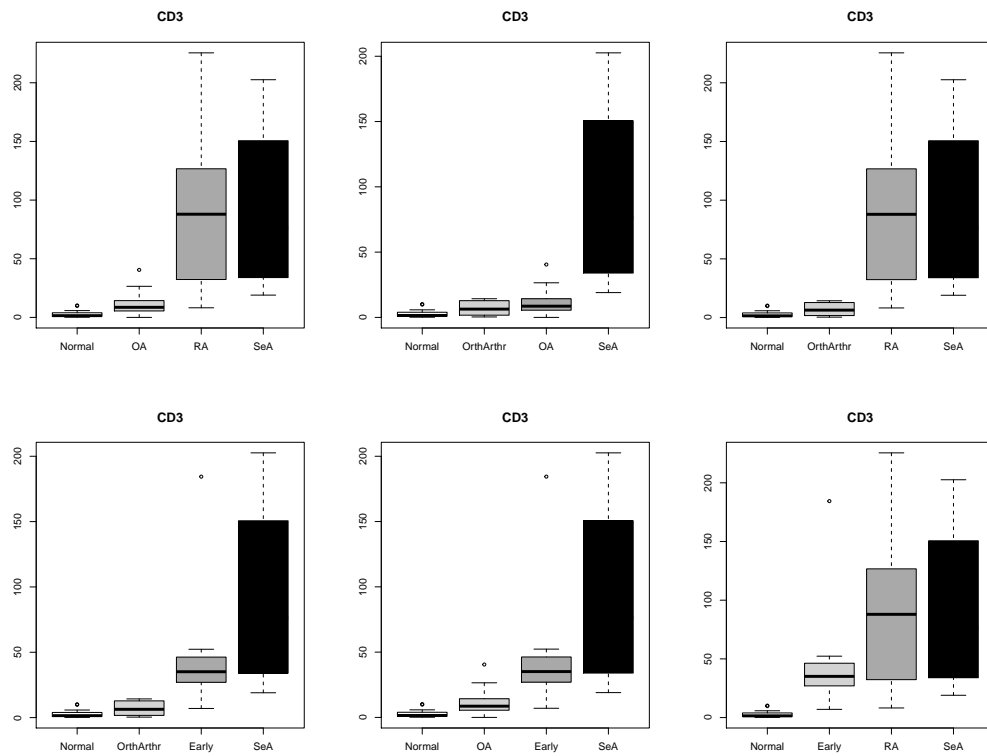 CD3
200
150
100
50
0
Normal OA RA SeA
CD3
200
150
100
50
0
Normal OrthArthr OA SeA
CD3
200
150
100
50
0
Normal OrthArthr RA SeA
CD3
200
150
100
50
0
Normal OrthArthr Early SeA
CD3
200
150
100
50
0
Normal OA Early SeA
CD3
200
150
100
50
0
Normal Early RA SeA